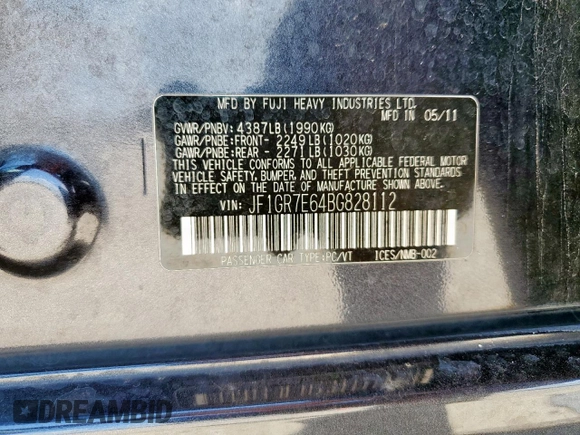 MFD BY FUJI HEAVY INDUSTRIES LTD.
MFD IN 05/11
GVWR/PNBV: 4387LB(1990KG)
GAWR/PNBE:FRONT- 2249LB(1020KG)
GAWR/PNBE:REAR - 2271LB(1030KG)
THIS VEHICLE CONFORMS TO ALL APPLICABLE FEDERAL MOTOR
VEHICLE SAFETY, BUMPER, AND THEFT PREVENTION STANDARDS
IN EFFECT ON THE DATE OF MANUFACTURE SHOWN ABOVE.
VIN: JF1GR7E64BG828112
PASSENGER CAR TYPE:PC/VT ICES/NMB-002
DREAMBID